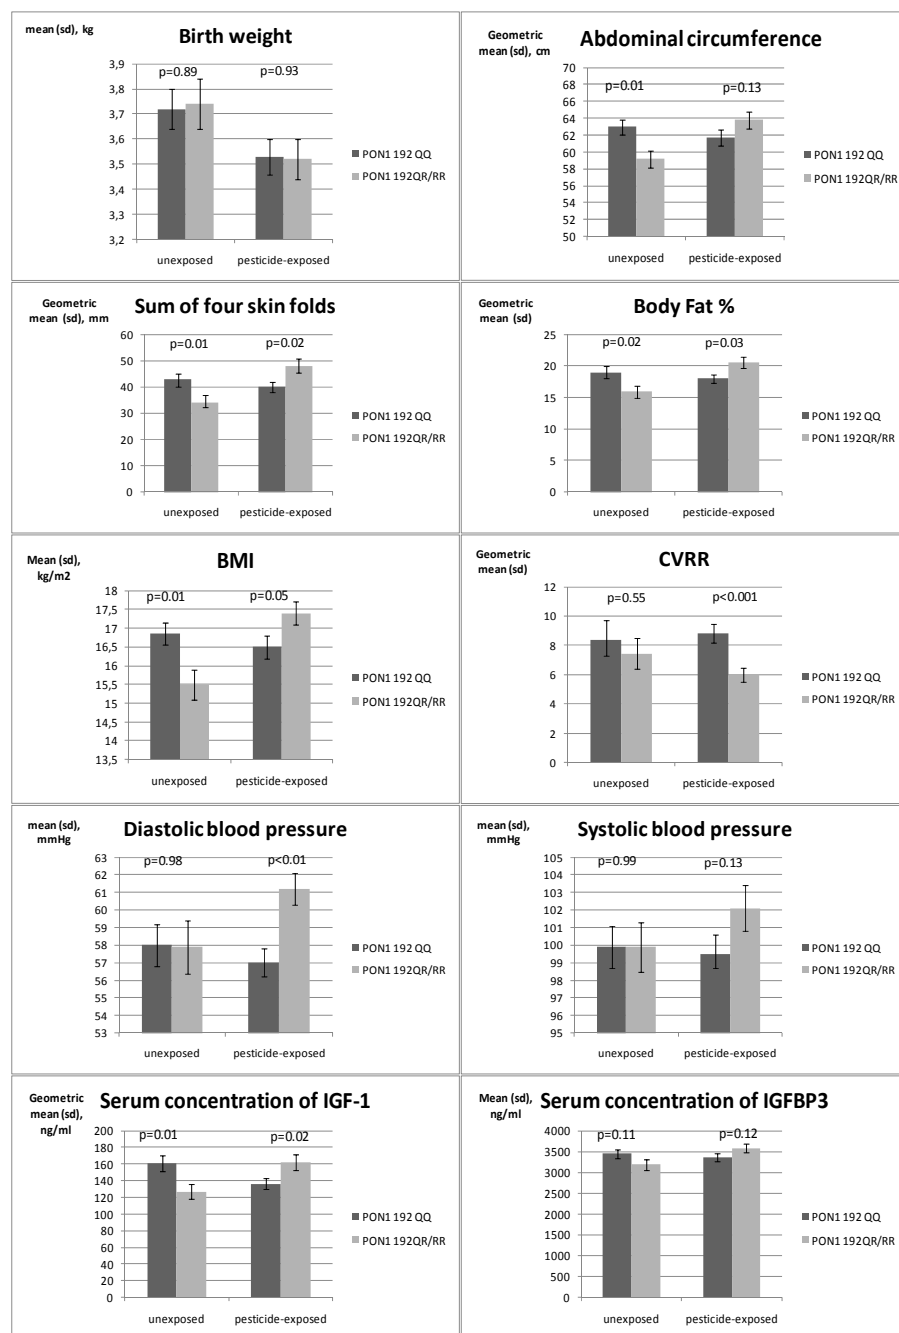 mean (sd), kg
Birth weight
3,9
3,8
3,7
3,6
3,5
3,4
3,3
3,2
p=0.89
p=0.93
unexposed
pesticide-exposed
PON1 192 QQ
PON1 192QR/RR
Geometric
mean (sd), cm
Abdominal circumference
70
68
66
64
62
60
58
56
54
52
50
p=0.01
p=0.13
unexposed
pesticide-exposed
PON1 192 QQ
PON1 192QR/RR
Geometric
mean (sd), mm
Sum of four skin folds
60
50
40
30
20
10
0
p=0.01
p=0.02
unexposed
pesticide-exposed
PON1 192 QQ
PON1 192QR/RR
Geometric
mean (sd)
Body Fat %
25
20
15
10
5
0
p=0.02
p=0.03
unexposed
pesticide-exposed
PON1 192 QQ
PON1 192QR/RR
Mean (sd),
kg/m2
BMI
18
17,5
17
16,5
16
15,5
15
14,5
14
13,5
p=0.01
p=0.05
unexposed
pesticide-exposed
PON1 192 QQ
PON1 192QR/RR
Geometric
mean (sd)
CVRR
12
10
8
6
4
2
0
p=0.55
p<0.001
unexposed
pesticide-exposed
PON1 192 QQ
PON1 192QR/RR
mean (sd),
mmHg
Diastolic blood pressure
63
62
61
60
59
58
57
56
55
54
53
p=0.98
p<0.01
unexposed
pesticide-exposed
PON1 192 QQ
PON1 192QR/RR
mean (sd),
mmHg
Systolic blood pressure
105
104
103
102
101
100
99
98
97
96
95
p=0.99
p=0.13
unexposed
pesticide-exposed
PON1 192 QQ
PON1 192QR/RR
Geometric
mean (sd),
ng/ml
Serum concentration of IGF-1
200
180
160
140
120
100
80
60
40
20
0
p=0.01
p=0.02
unexposed
pesticide-exposed
PON1 192 QQ
PON1 192QR/RR
Mean (sd),
ng/ml
Serum concentration of IGFBP3
4000
3500
3000
2500
2000
1500
1000
500
0
p=0.11
p=0.12
unexposed
pesticide-exposed
PON1 192 QQ
PON1 192QR/RR